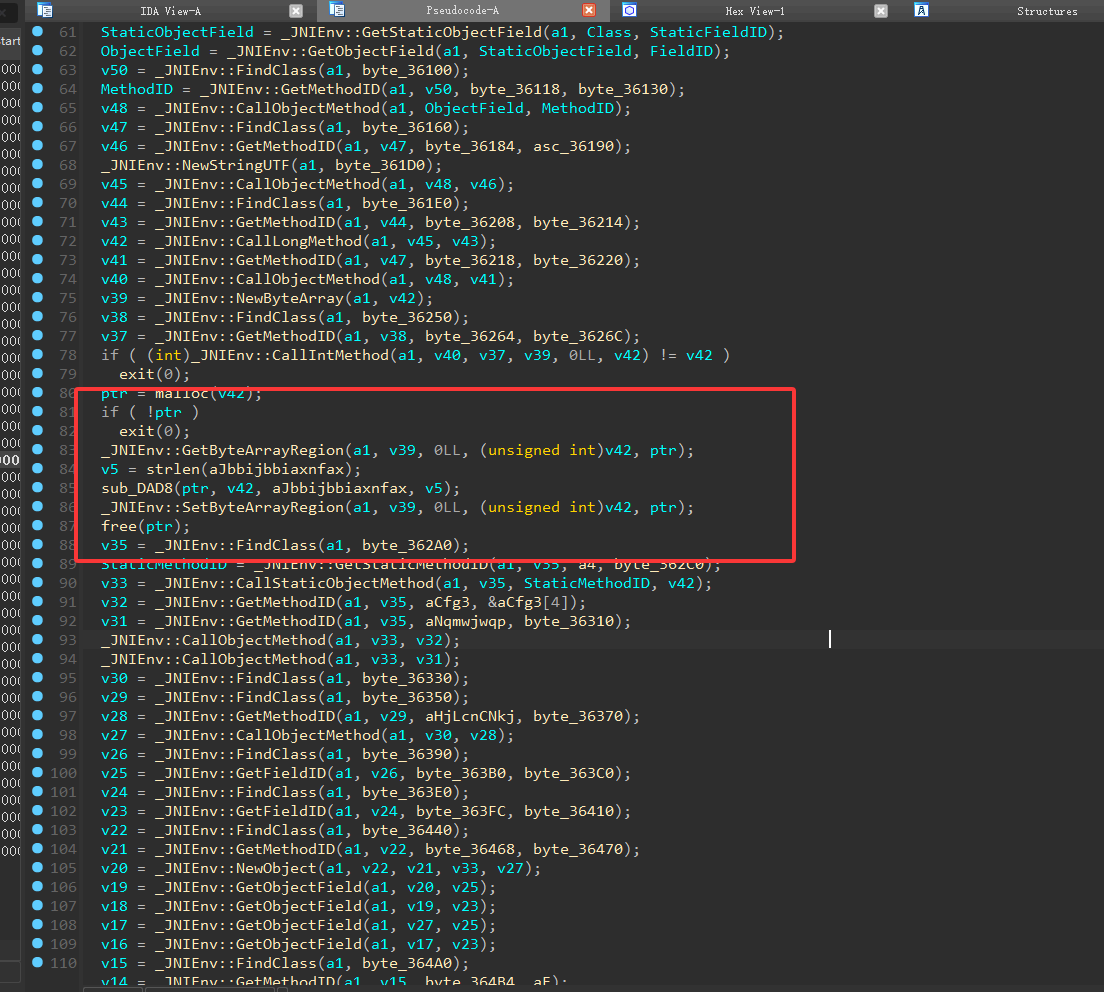 IDA View-A Pseudocode-A Hex View-1 Structures
61 StaticObjectField = _JNIEnv::GetStaticObjectField(a1, Class, StaticFieldID);
62 ObjectField = _JNIEnv::GetObjectField(a1, StaticObjectField, FieldID);
63 v50 = _JNIEnv::FindClass(a1, byte_36100);
64 MethodID = _JNIEnv::GetMethodID(a1, v50, byte_36118, byte_36130);
65 v48 = _JNIEnv::CallObjectMethod(a1, ObjectField, MethodID);
66 v47 = _JNIEnv::FindClass(a1, byte_36160);
67 v46 = _JNIEnv::GetMethodID(a1, v47, byte_36184, asc_36190);
68 _JNIEnv::NewStringUTF(a1, byte_361D0);
69 v45 = _JNIEnv::CallObjectMethod(a1, v48, v46);
70 v44 = _JNIEnv::FindClass(a1, byte_361E0);
71 v43 = _JNIEnv::GetMethodID(a1, v44, byte_36208, byte_36214);
72 v42 = _JNIEnv::CallLongMethod(a1, v45, v43);
73 v41 = _JNIEnv::GetMethodID(a1, v47, byte_36218, byte_36220);
74 v40 = _JNIEnv::CallObjectMethod(a1, v48, v41);
75 v39 = _JNIEnv::NewByteArray(a1, v42);
76 v38 = _JNIEnv::FindClass(a1, byte_36250);
77 v37 = _JNIEnv::GetMethodID(a1, v38, byte_36264, byte_3626C);
78 if ( (int)_JNIEnv::CallIntMethod(a1, v40, v37, v39, 0LL, v42) != v42 )
79 exit(0);
80 ptr = malloc(v42);
81 if ( !ptr )
82 exit(0);
83 _JNIEnv::GetByteArrayRegion(a1, v39, 0LL, (unsigned int)v42, ptr);
84 v5 = strlen(aJbbijbbiaxnfax);
85 sub_DAD8(ptr, v42, aJbbijbbiaxnfax, v5);
86 _JNIEnv::SetByteArrayRegion(a1, v39, 0LL, (unsigned int)v42, ptr);
87 free(ptr);
88 v35 = _JNIEnv::FindClass(a1, byte_362A0);
89 StaticMethodID = _JNIEnv::GetStaticMethodID(a1, v35, a4, byte_362C0);
90 v33 = _JNIEnv::CallStaticObjectMethod(a1, v35, StaticMethodID, v42);
91 v32 = _JNIEnv::GetMethodID(a1, v35, aCfg3, &aCfg3[4]);
92 v31 = _JNIEnv::GetMethodID(a1, v35, aNqmwjwqp, byte_36310);
93 _JNIEnv::CallObjectMethod(a1, v33, v32);
94 _JNIEnv::CallObjectMethod(a1, v33, v31);
95 v30 = _JNIEnv::FindClass(a1, byte_36330);
96 v29 = _JNIEnv::FindClass(a1, byte_36350);
97 v28 = _JNIEnv::GetMethodID(a1, v29, aHjLcnCNkj, byte_36370);
98 v27 = _JNIEnv::CallObjectMethod(a1, v30, v28);
99 v26 = _JNIEnv::FindClass(a1, byte_36390);
100 v25 = _JNIEnv::GetFieldID(a1, v26, byte_363B0, byte_363C0);
101 v24 = _JNIEnv::FindClass(a1, byte_363E0);
102 v23 = _JNIEnv::GetFieldID(a1, v24, byte_363FC, byte_36410);
103 v22 = _JNIEnv::FindClass(a1, byte_36440);
104 v21 = _JNIEnv::GetMethodID(a1, v22, byte_36468, byte_36470);
105 v20 = _JNIEnv::NewObject(a1, v22, v21, v33, v27);
106 v19 = _JNIEnv::GetObjectField(a1, v20, v25);
107 v18 = _JNIEnv::GetObjectField(a1, v19, v23);
108 v17 = _JNIEnv::GetObjectField(a1, v27, v25);
109 v16 = _JNIEnv::GetObjectField(a1, v17, v23);
110 v15 = _JNIEnv::FindClass(a1, byte_364A0);
v14 = _JNIEnv::GetMethodID(a1, v15, byte_364B4, aE);